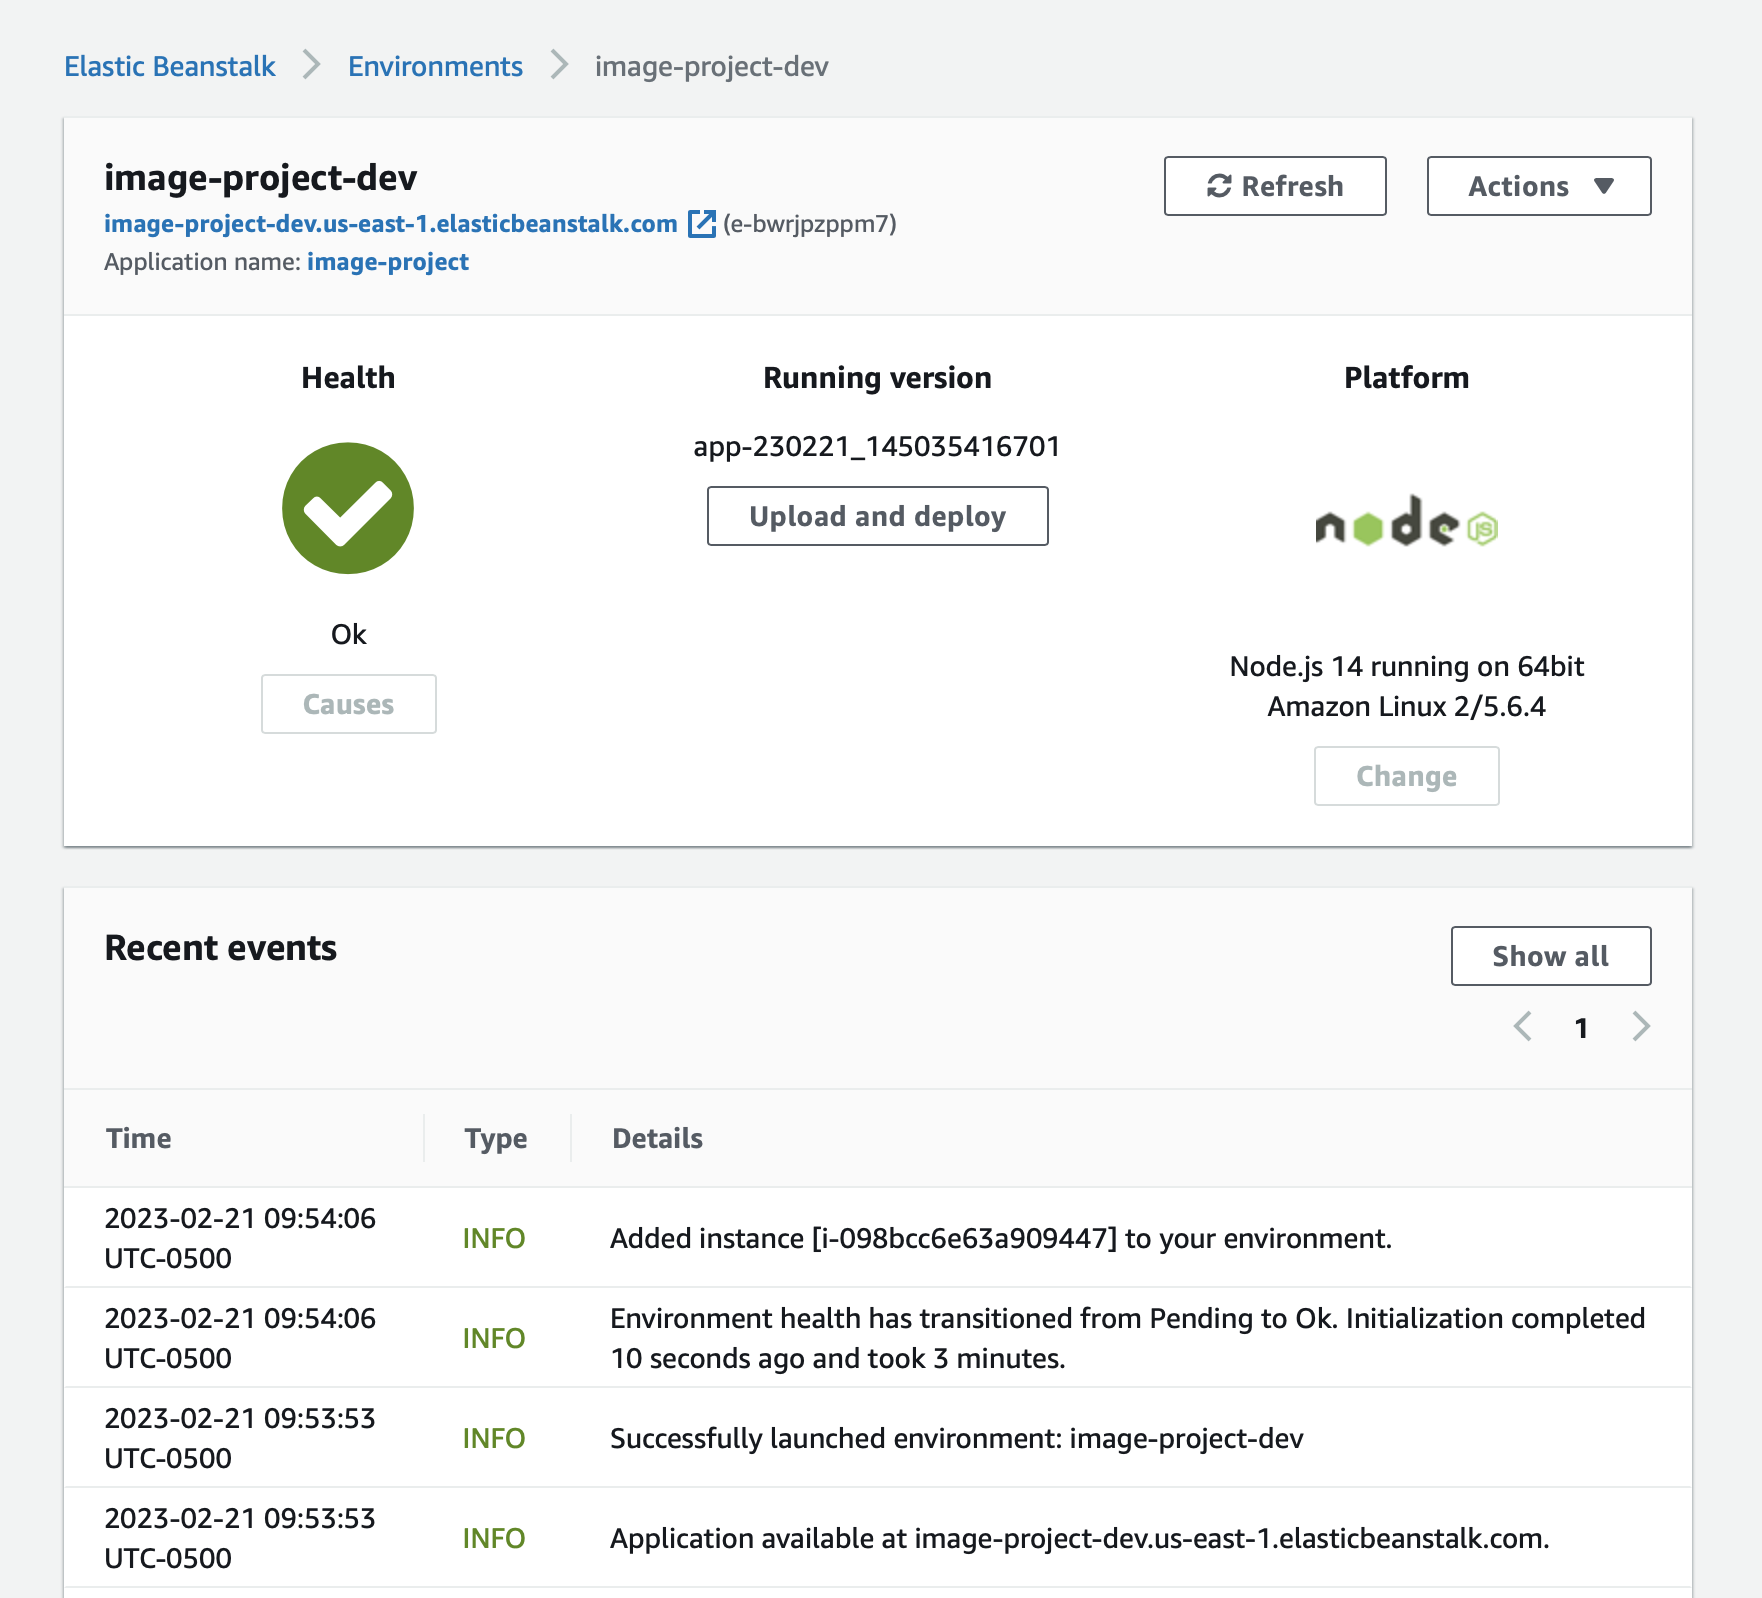 Elastic Beanstalk > Environments > image-project-dev
image-project-dev
Refresh
Actions
image-project-dev.us-east-1.elasticbeanstalk.com (e-bwrjpzppm7)
Application name: image-project
Health
Running version
Platform
app-230221_145035416701
Upload and deploy
node JS
Ok
Causes
Node.js 14 running on 64bit
Amazon Linux 2/5.6.4
Change
Recent events
Show all
1
Time Type Details
2023-02-21 09:54:06
UTC-0500
INFO
Added instance [i-098bcc6e63a909447] to your environment.
2023-02-21 09:54:06
UTC-0500
INFO
Environment health has transitioned from Pending to Ok. Initialization completed
10 seconds ago and took 3 minutes.
2023-02-21 09:53:53
UTC-0500
INFO
Successfully launched environment: image-project-dev
2023-02-21 09:53:53
UTC-0500
INFO
Application available at image-project-dev.us-east-1.elasticbeanstalk.com.